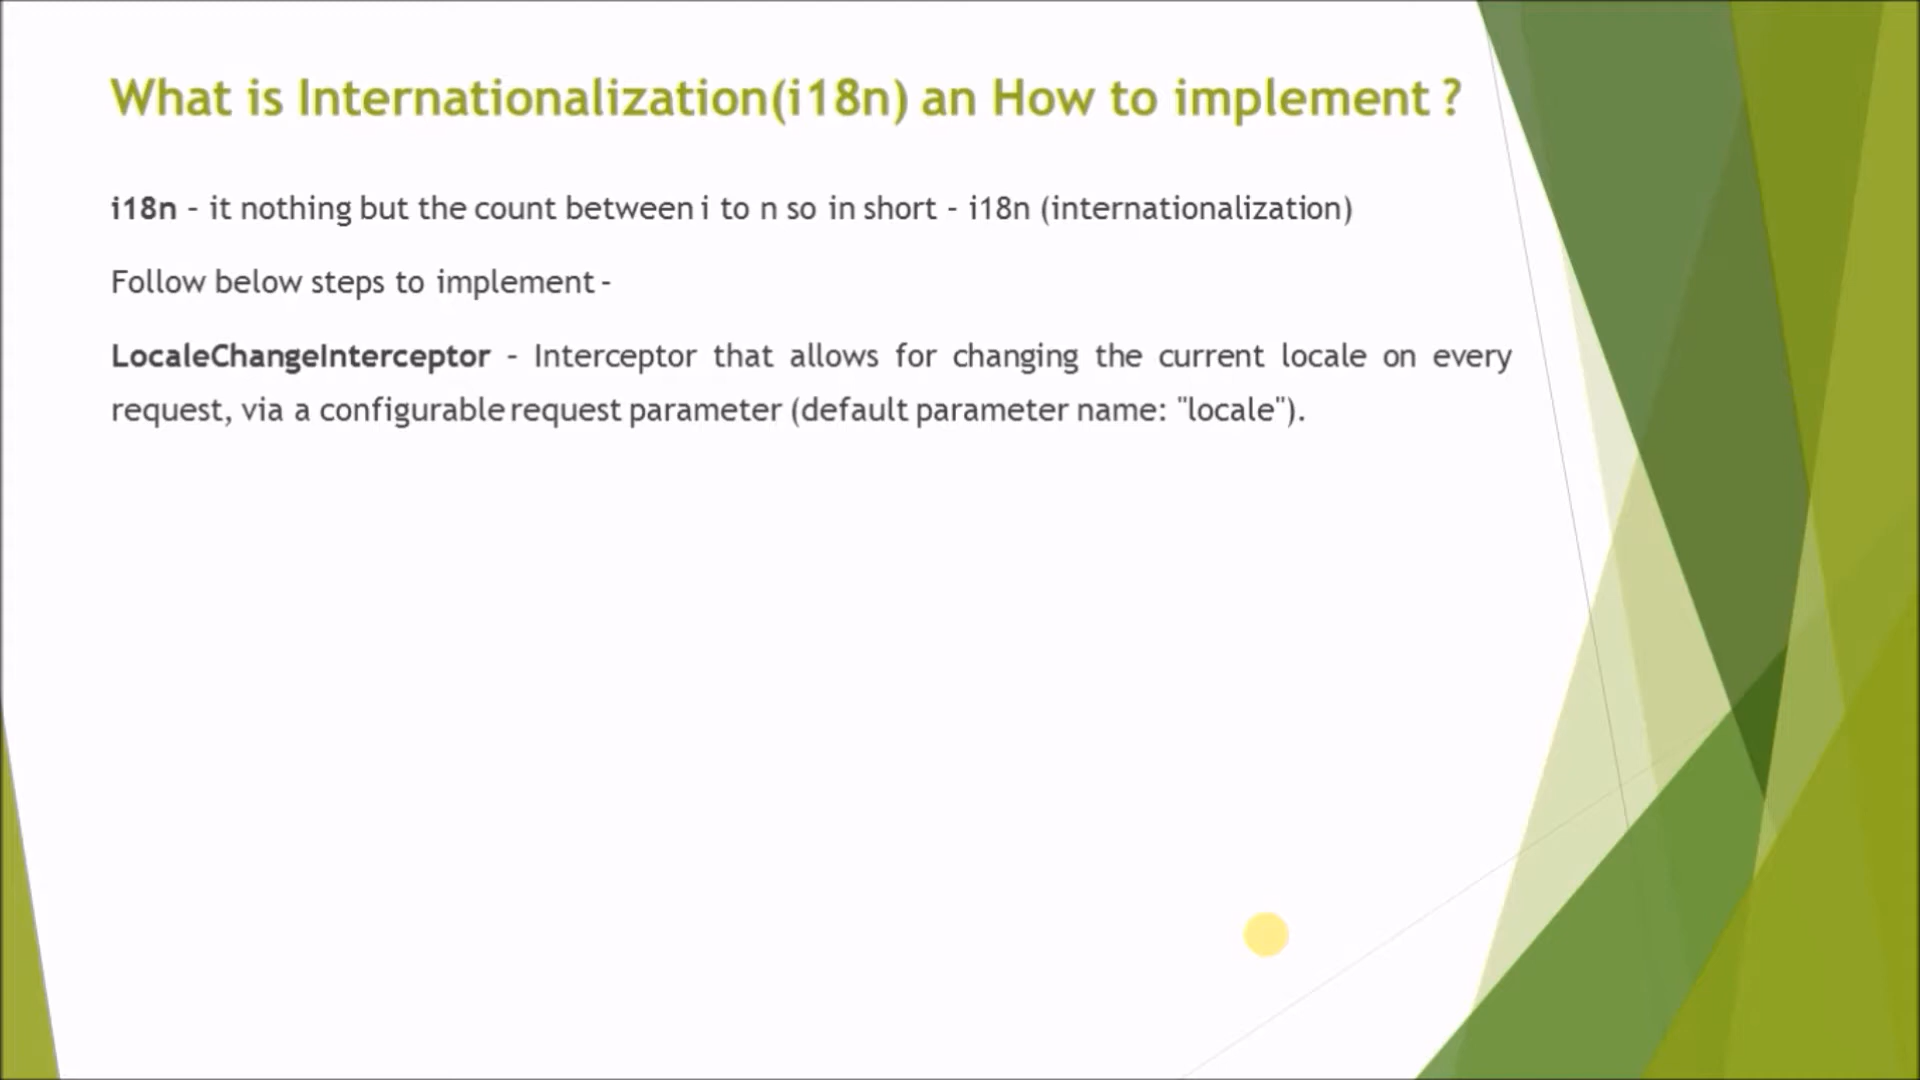 What is Internationalization(i18n) an How to implement ?
i18n – it nothing but the count between i to n so in short – i18n (internationalization)
Follow below steps to implement –
LocaleChangeInterceptor – Interceptor that allows for changing the current locale on every
request, via a configurable request parameter (default parameter name: "locale").